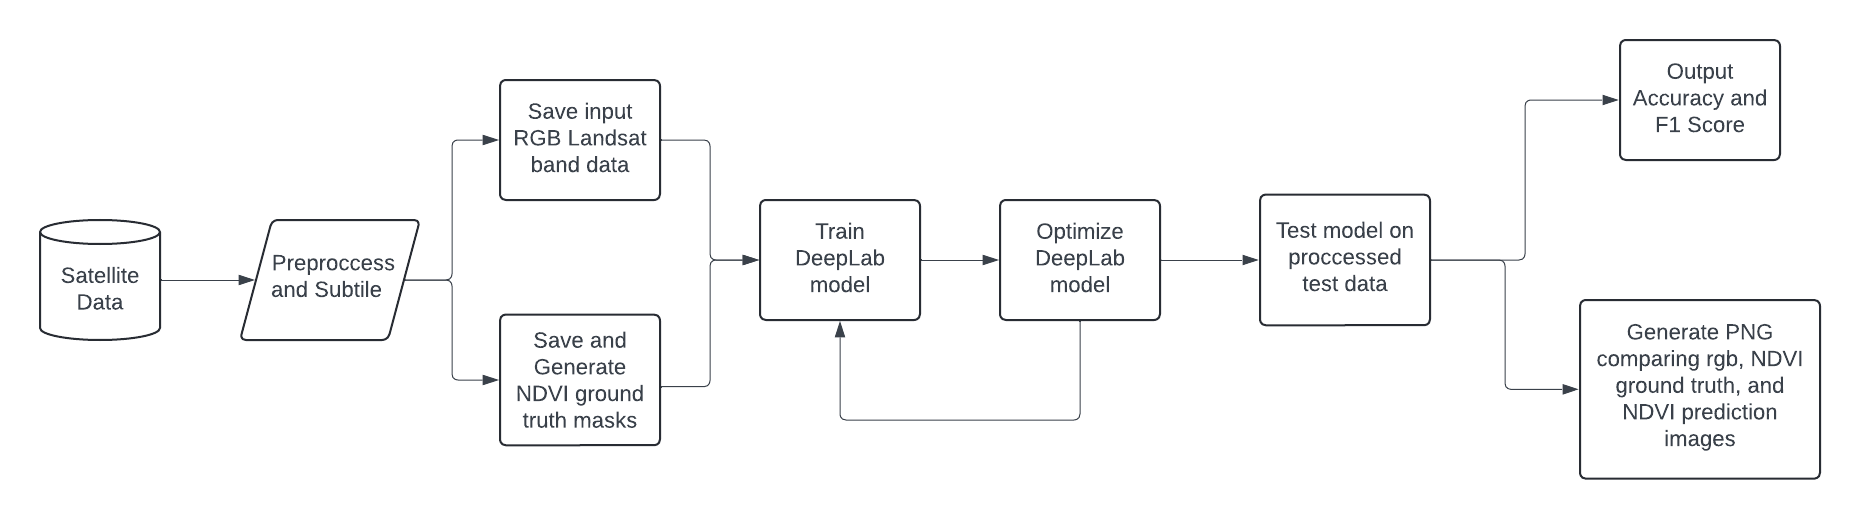 Satellite
Data
Preproccess
and Subtile
Save input
RGB Landsat
band data
Save and
Generate
NDVI ground
truth masks
Train
DeepLab
model
Optimize
DeepLab
model
Test model on
proccessed
test data
Output
Accuracy and
F1 Score
Generate PNG
comparing rgb, NDVI
ground truth, and
NDVI prediction
images